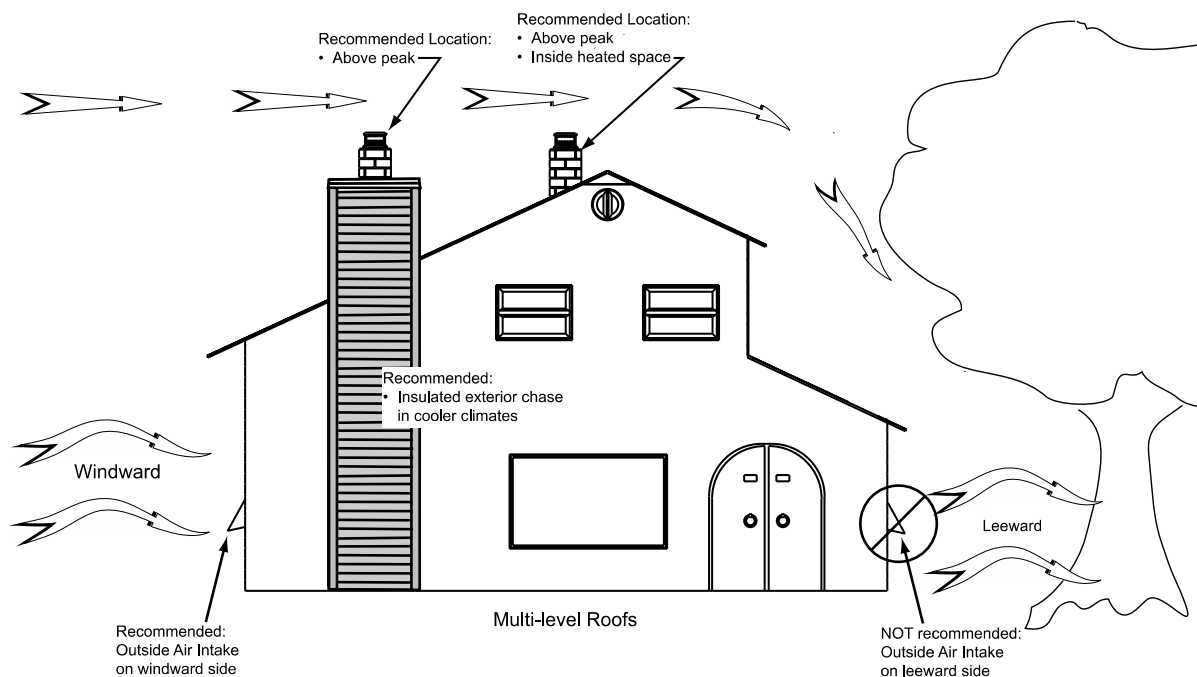 Recommended Location:
• Above peak
Recommended Location:
• Above peak
• Inside heated space
Recommended:
• Insulated exterior chase
in cooler climates
Windward
Leeward
Recommended:
Outside Air Intake
on windward side
Multi-level Roofs
NOT recommended:
Outside Air Intake
on leeward side